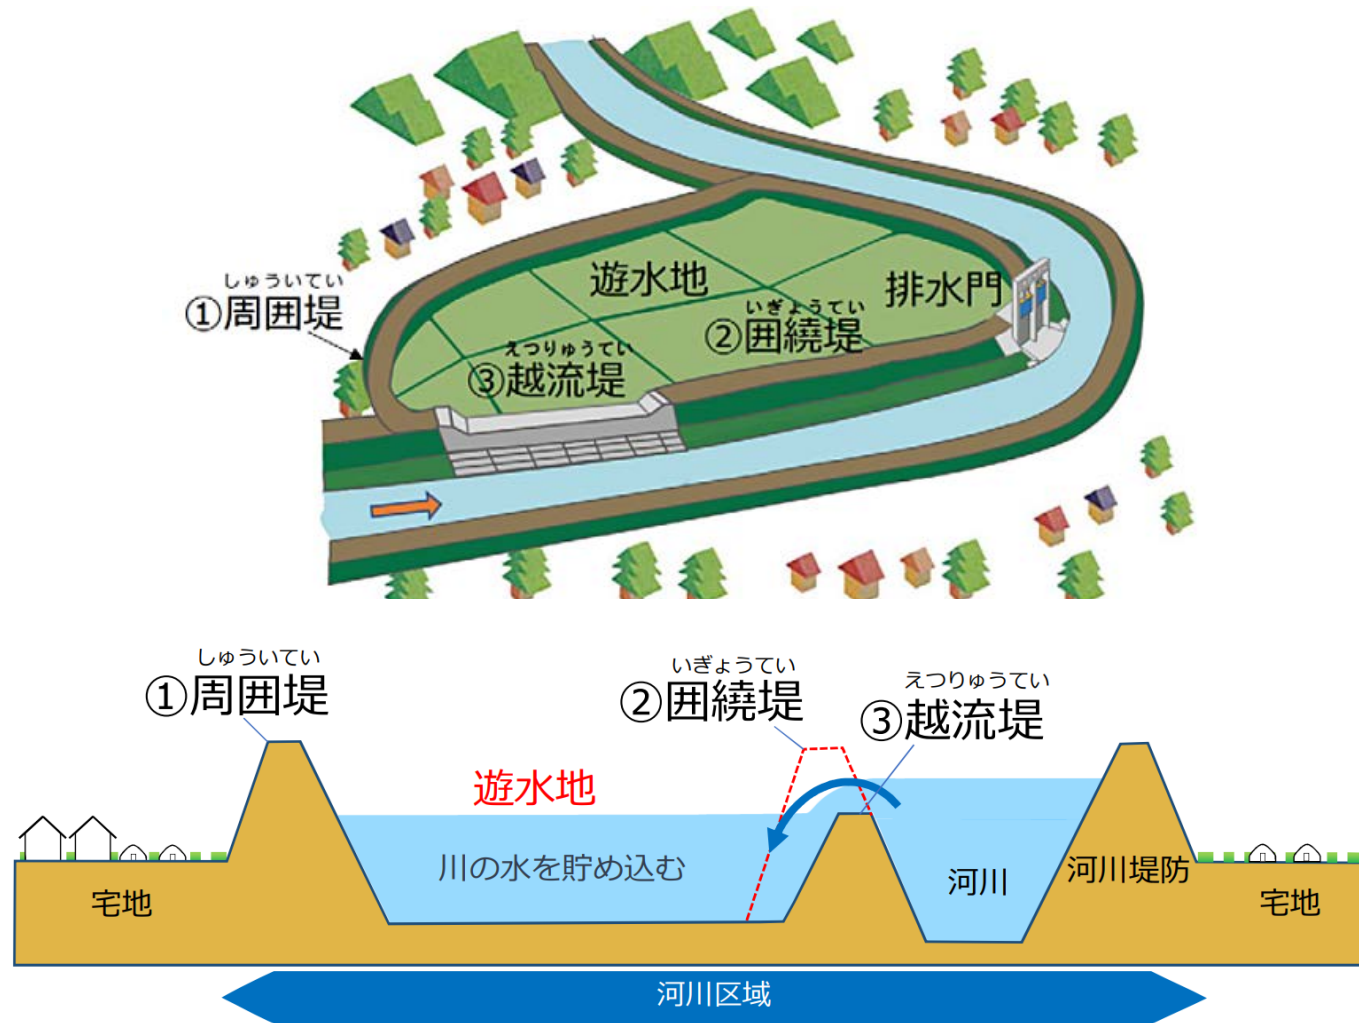 しゅういてい
①周囲堤
遊水地
排水門
いぎょうてい
②囲繞堤
えつりゅうてい
③越流堤
しゅういてい
①周囲堤
いぎょうてい
②囲繞堤
えつりゅうてい
③越流堤
遊水地
川の水を貯め込む
河川
河川堤防
宅地
宅地
河川区域